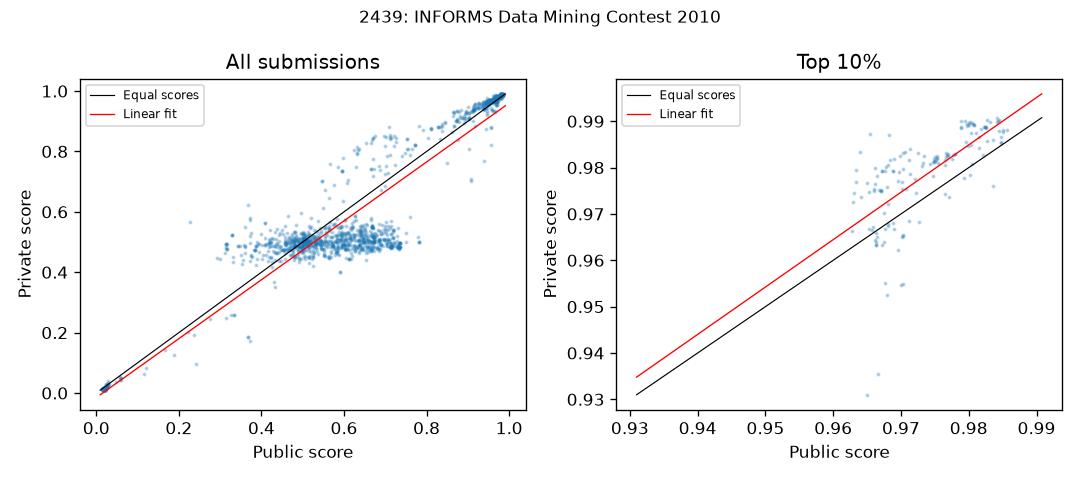 2439: INFORMS Data Mining Contest 2010
All submissions
Equal scores
Linear fit
Private score
1.0
0.8
0.6
0.4
0.2
0.0
0.0 0.2 0.4 0.6 0.8 1.0
Public score
Top 10%
Equal scores
Linear fit
Private score
0.99
0.98
0.97
0.96
0.95
0.94
0.93
0.93 0.94 0.95 0.96 0.97 0.98 0.99
Public score